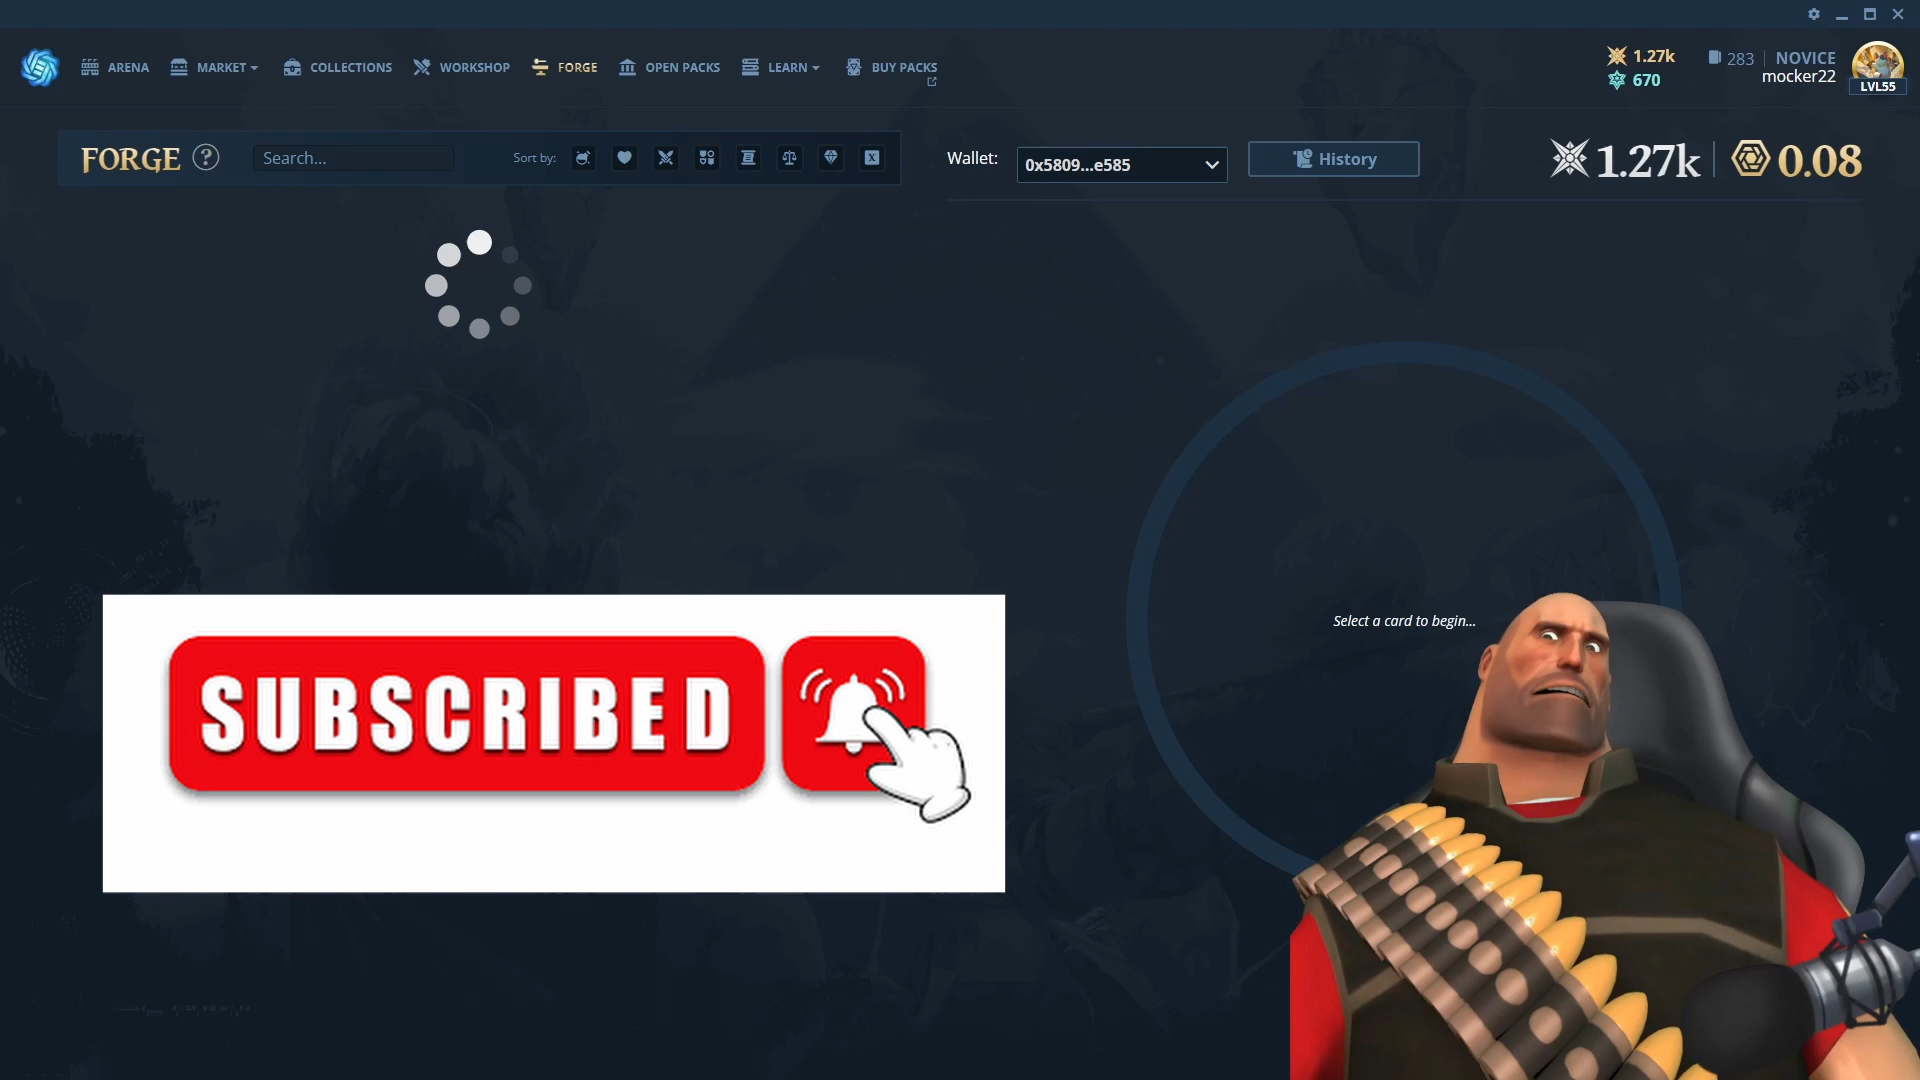 ARENA MARKET COLLECTIONS WORKSHOP FORGE OPEN PACKS LEARN BUY PACKS
1.27k 283 NOVICE
670 mocker22
LVL55
FORGE ? Search... Sort by: X Wallet: 0x5809...e585 History 1.27k 0.08
Select a card to begin...
SUBSCRIBED